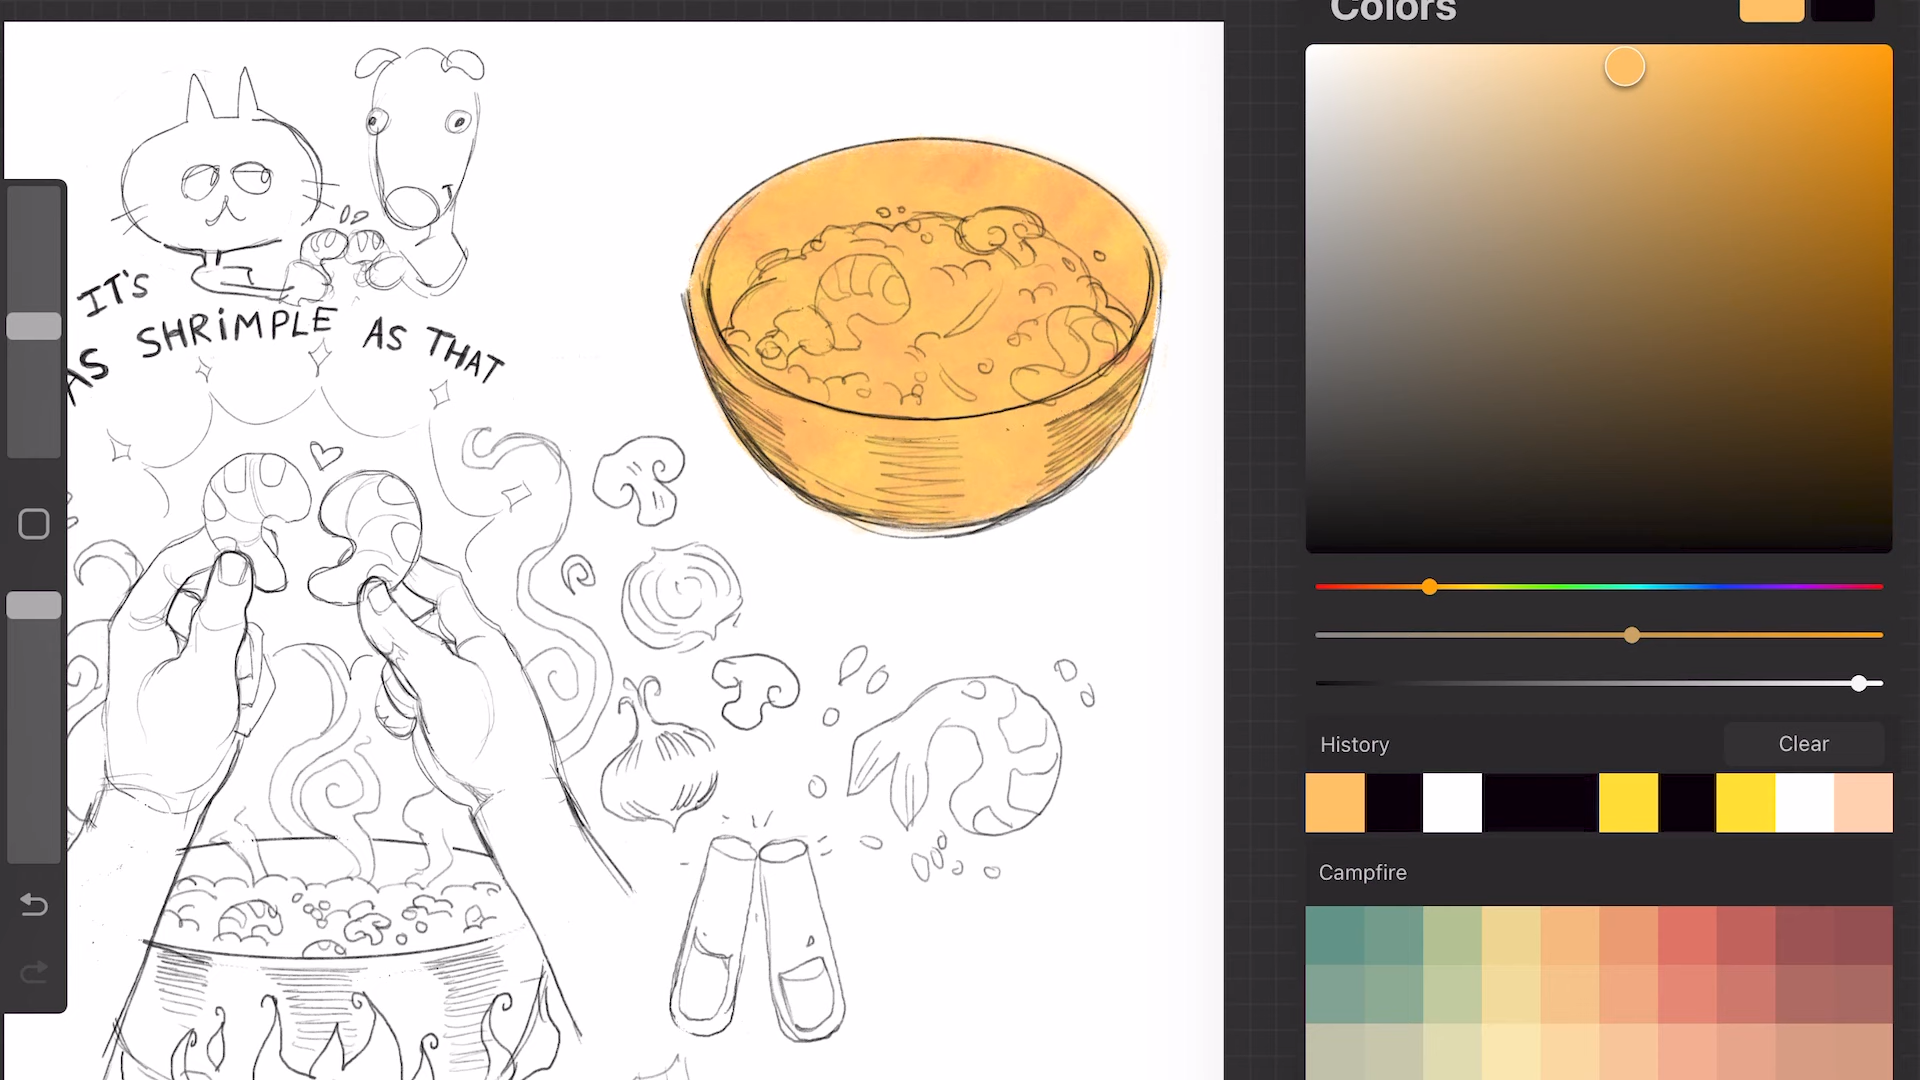 Colors
IT'S
AS SHRiMPLE AS THAT
History
Clear
Campfire